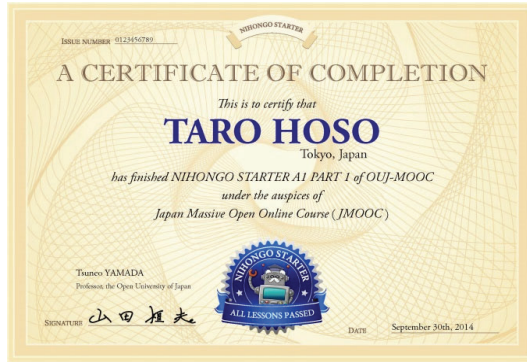 NIHONGO STARTER
ISSUE NUMBER 0123456789
A CERTIFICATE OF COMPLETION
This is to certify that
TARO HOSO
Tokyo, Japan
has finished NIHONGO STARTER A1 PART 1 of OUJ-MOOC
under the auspices of
Japan Massive Open Online Course ( JMOOC )
NIHONGO STARTER
ALL LESSONS PASSED
Tsuneo YAMADA
Professor, the Open University of Japan
SIGNATURE 山田恒夫
DATE September 30th, 2014